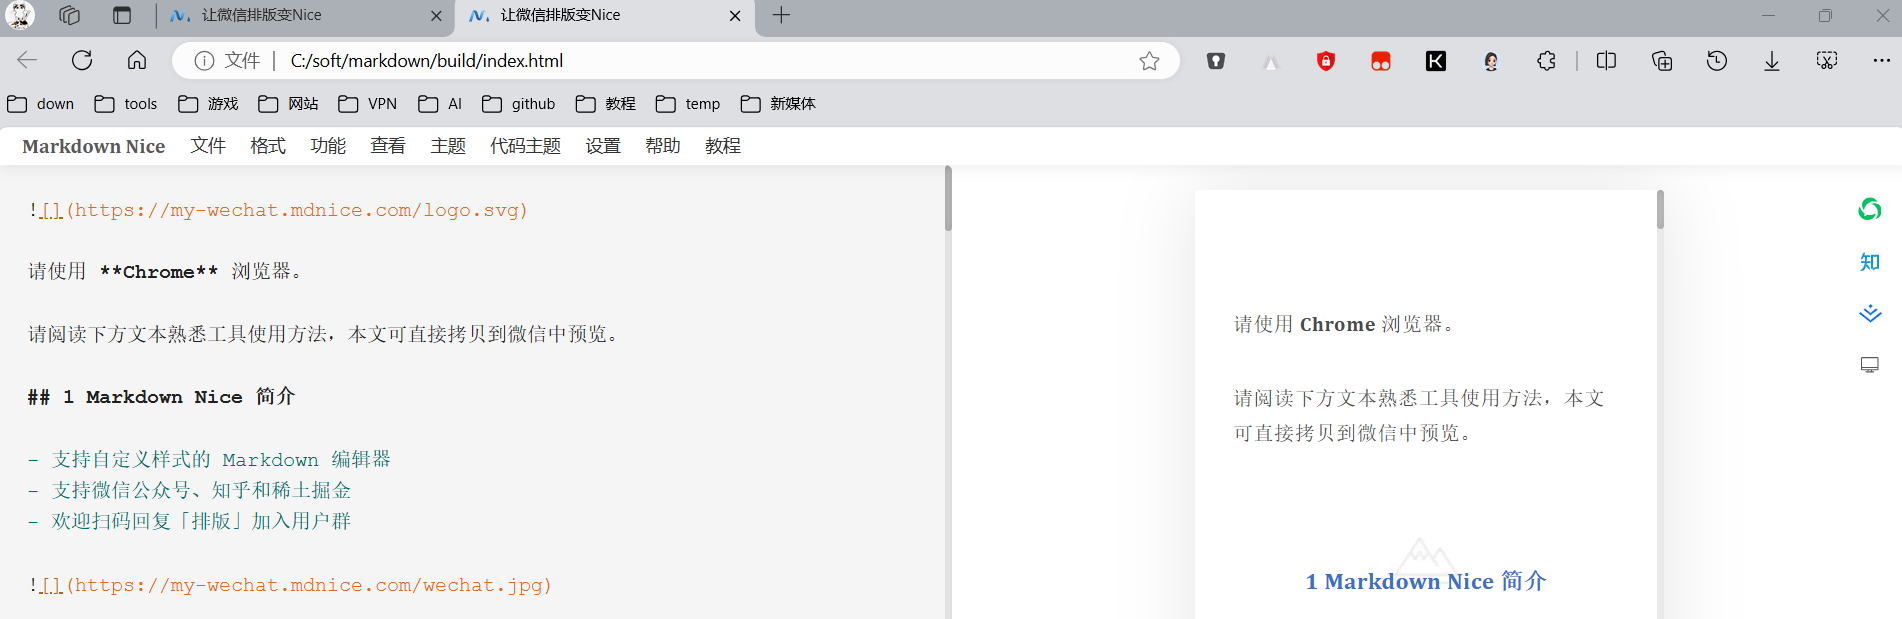 让微信排版变Nice
让微信排版变Nice
文件 C:/soft/markdown/build/index.html
down tools 游戏 网站 VPN AI github 教程 temp 新媒体
Markdown Nice 文件 格式 功能 查看 主题 代码主题 设置 帮助 教程
![](https://my-wechat.mdnice.com/logo.svg)
请使用 **Chrome** 浏览器。
请阅读下方文本熟悉工具使用方法，本文可直接拷贝到微信中预览。
## 1 Markdown Nice 简介
- 支持自定义样式的 Markdown 编辑器
- 支持微信公众号、知乎和稀土掘金
- 欢迎扫码回复「排版」加入用户群
![](https://my-wechat.mdnice.com/wechat.jpg)
请使用 Chrome 浏览器。
请阅读下方文本熟悉工具使用方法，本文
可直接拷贝到微信中预览。
1 Markdown Nice 简介
知